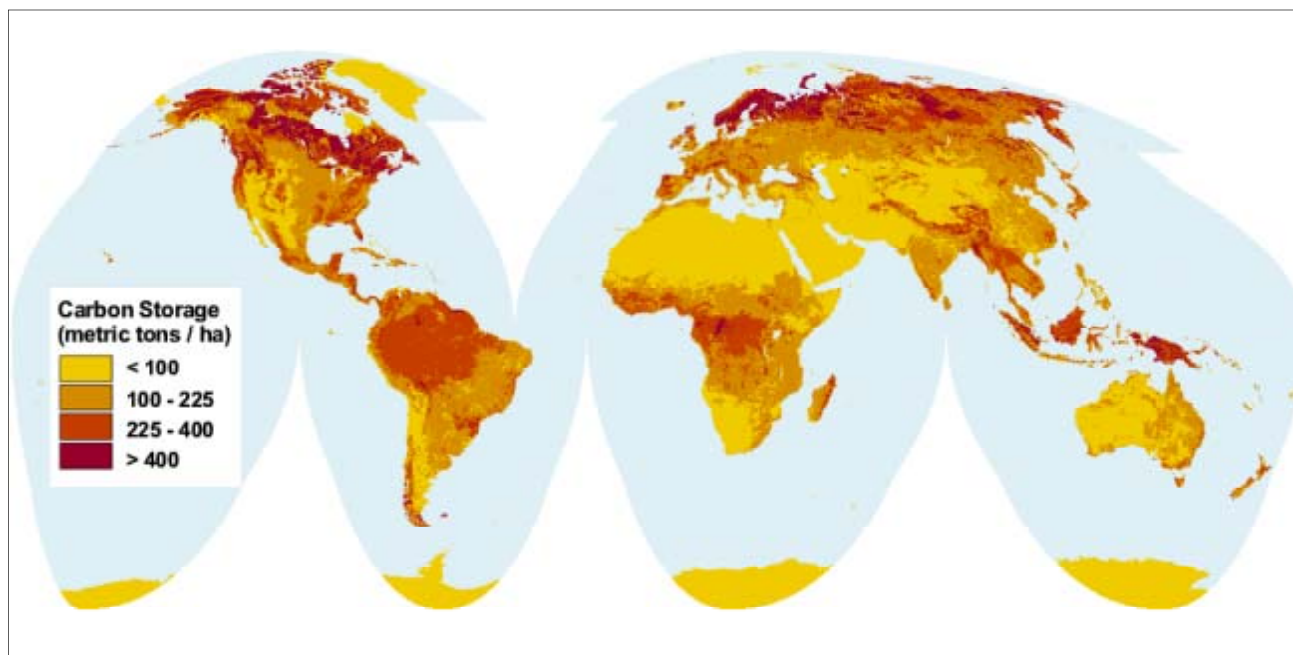 Carbon Storage
(metric tons / ha)
< 100
100 - 225
225 - 400
> 400